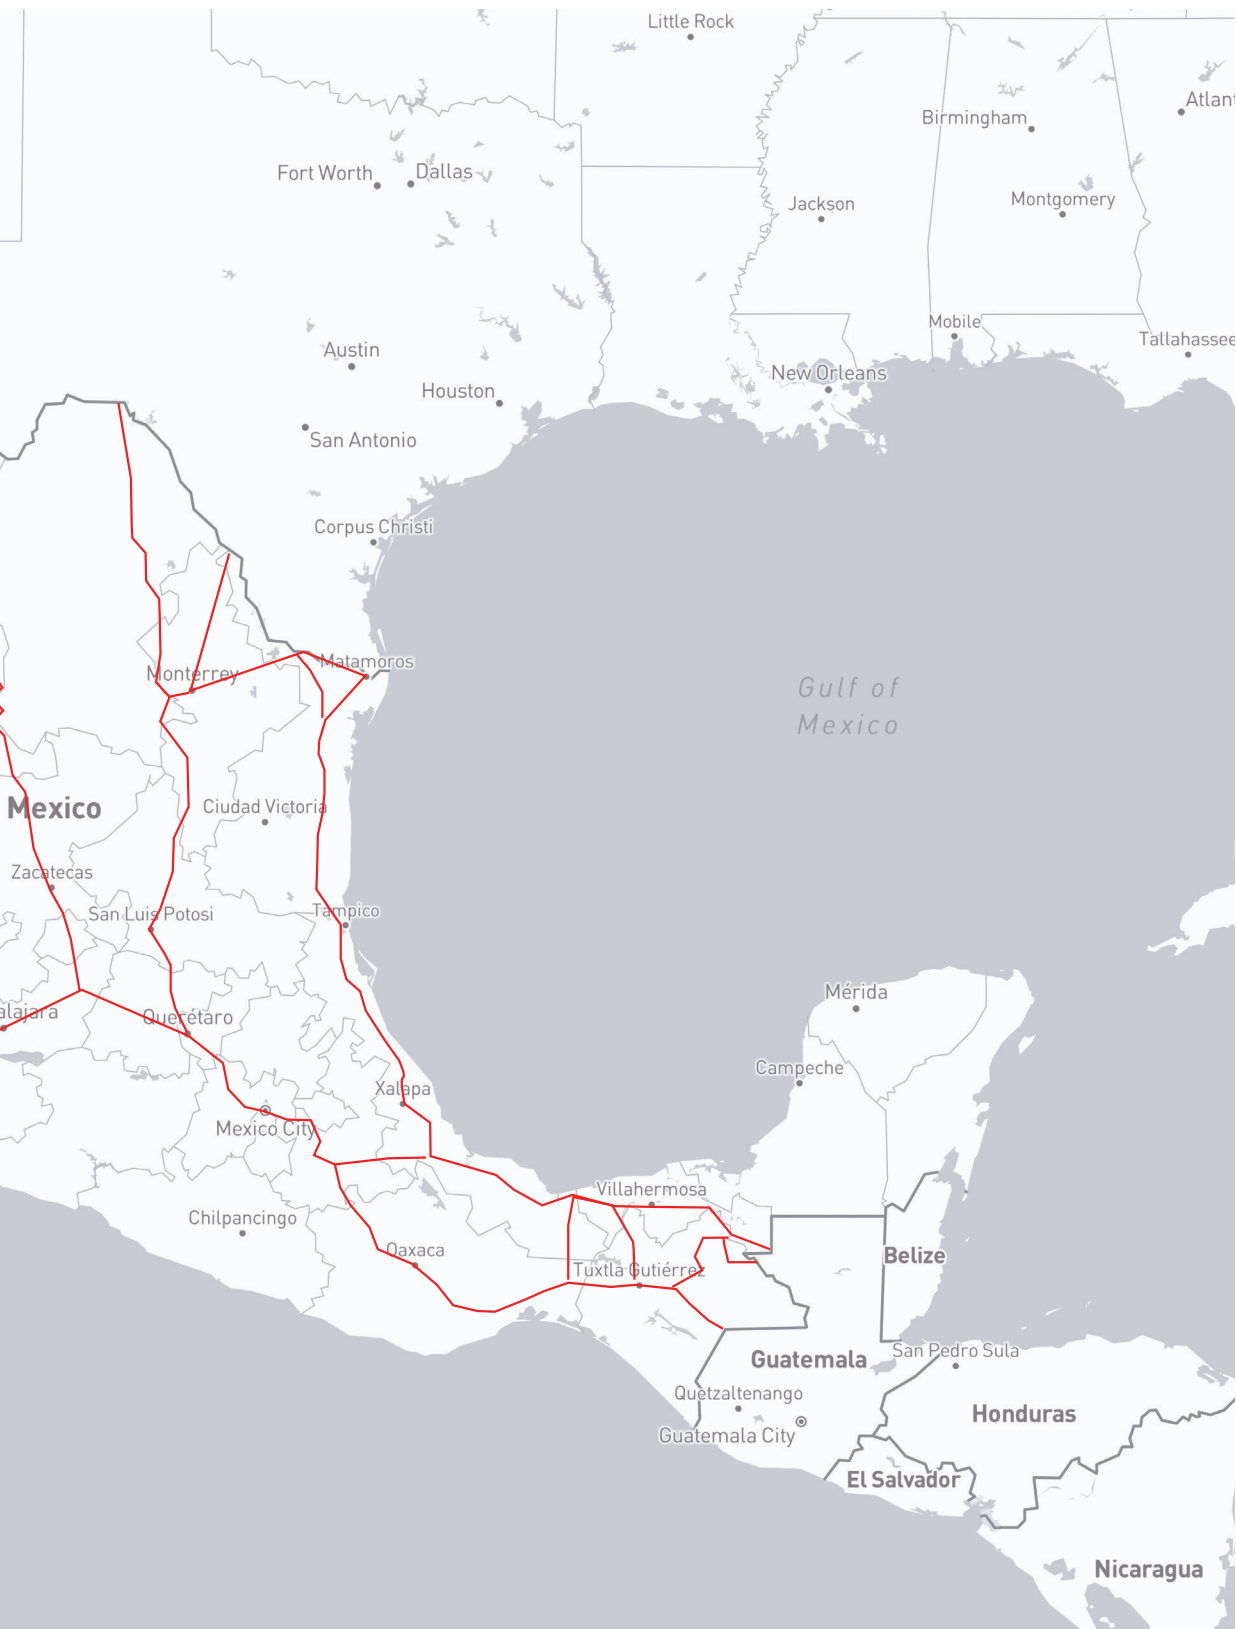 Little Rock
Atlan
Birmingham
Fort Worth
Dallas
Jackson
Montgomery
Mobile
Tallahassee
Austin
New Orleans
Houston
San Antonio
Corpus Christi
Matamoros
Monterrey
Gulf of
Mexico
Mexico
Ciudad Victoria
Zacatecas
San Luis Potosi
Tampico
Mérida
alajara
Querétaro
Campeche
Xalapa
Mexico City
Villahermosa
Chilpancingo
Oaxaca
Belize
Tuxtla Gutiérrez
San Pedro Sula
Guatemala
Quetzaltenango
Honduras
Guatemala City
El Salvador
Nicaragua